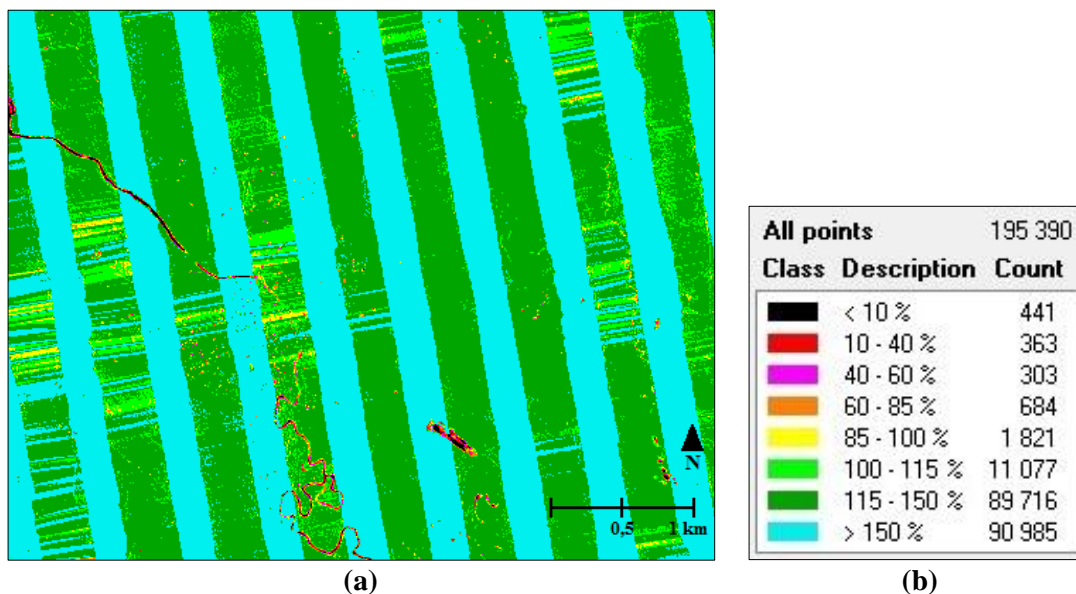 N
0,5 1 km
(a)
All points 195 390
Class Description Count
< 10 % 441
10 - 40 % 363
40 - 60 % 303
60 - 85 % 684
85 - 100 % 1 821
100 - 115 % 11 077
115 - 150 % 89 716
> 150 % 90 985
(b)